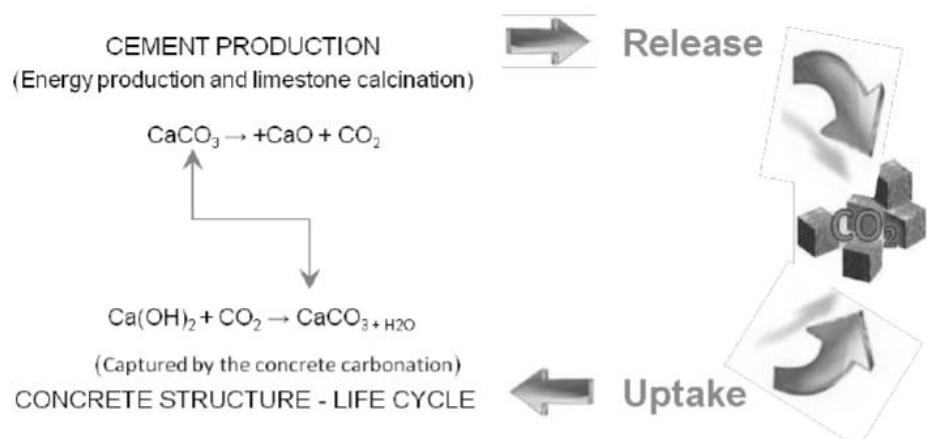 CEMENT PRODUCTION
Release
(Energy production and limestone calcination)
CaCO₃ → +CaO + CO₂
CO₂
Ca(OH)₂ + CO₂ → CaCO₃ ₊ H2O
(Captured by the concrete carbonation)
CONCRETE STRUCTURE - LIFE CYCLE
Uptake